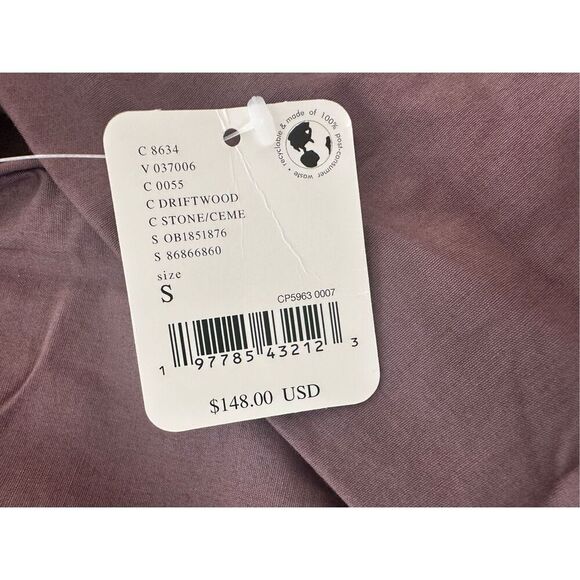 C 8634
V 037006
C 0055
C DRIFTWOOD
C STONE/CEME
S OB1851876
S 86866860
size
S
recyclable & made of 100% post-consumer waste •
CP5963 0007
1 97785 43212 3
$148.00 USD